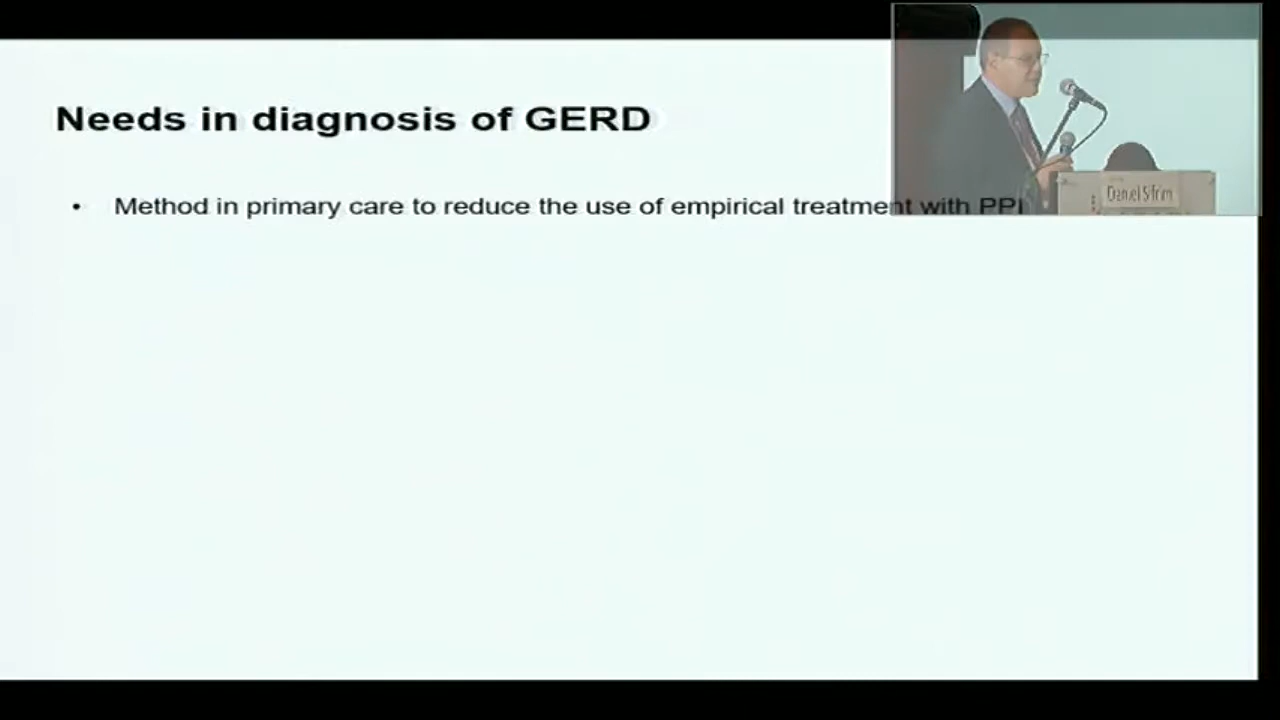 Needs in diagnosis of GERD
• Method in primary care to reduce the use of empirical treatment with PPI
Daniel Sifrim